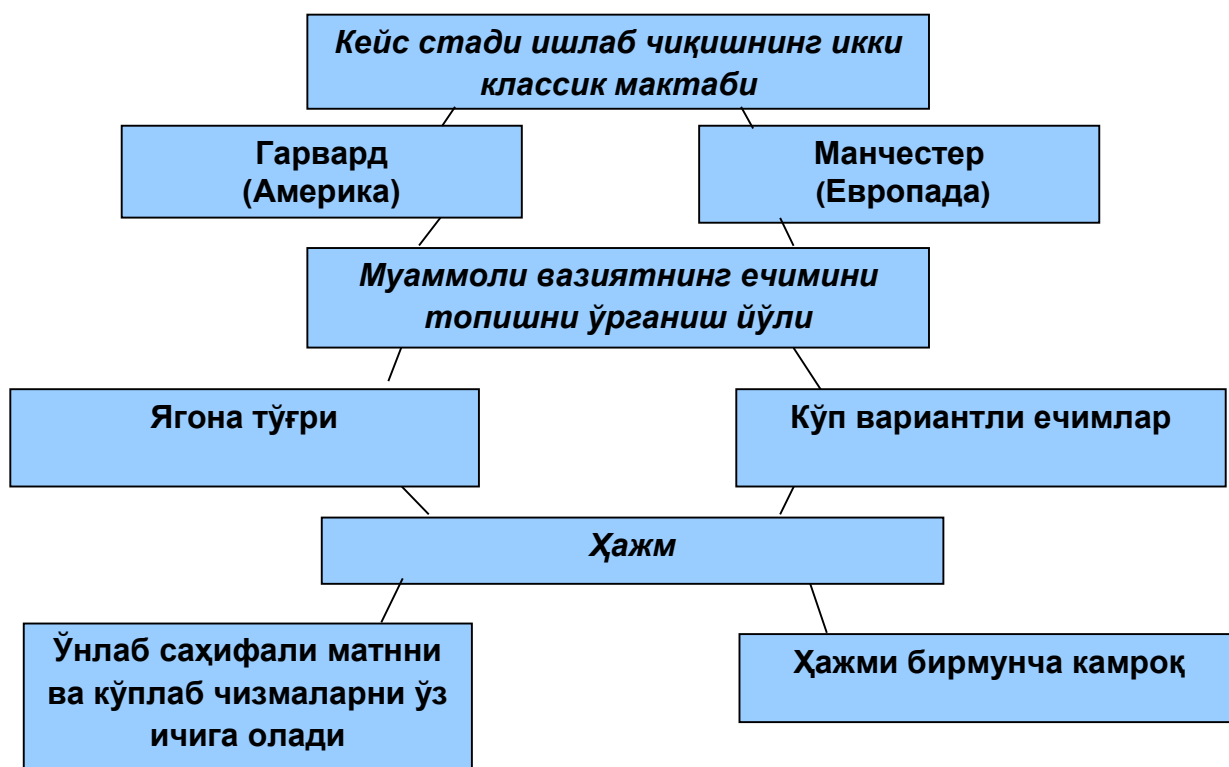 Кейс стади ишлаб чиқишнинг икки
классик мактаби
Гарвард
(Америка)
Манчестер
(Европада)
Муаммоли вазиятнинг ечимини
топишни ўрганиш йўли
Ягона тўғри
Кўп вариантли ечимлар
Ҳажм
Ўнлаб саҳифали матнни
ва кўплаб чизмаларни ўз
ичига олади
Ҳажми бирмунча камроқ